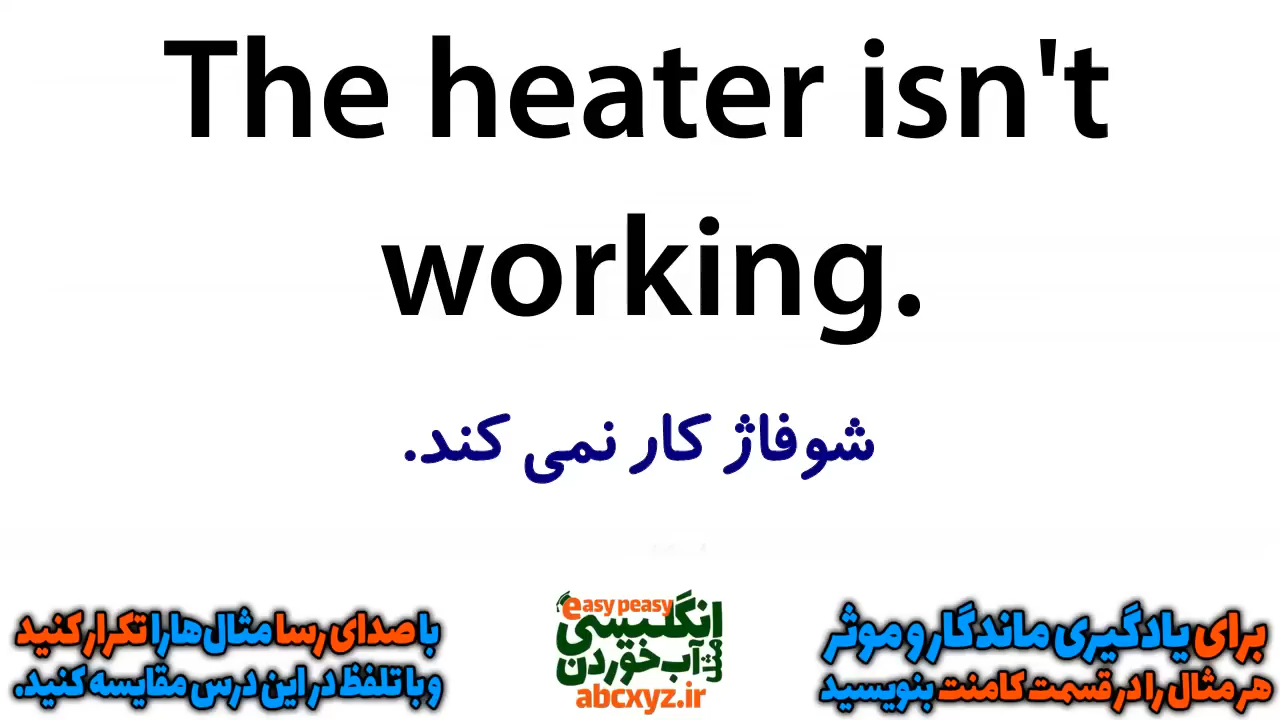 The heater isn't
working.
شوفاژ کار نمی کند.
با صدای رسا مثال‌ها را تکرار کنید
و با تلفظ در این درس مقایسه کنید.
easy peasy
انگلیسی
مثل آب خوردن
abcxyz.ir
برای یادگیری ماندگار و موثر
هر مثال را در قسمت کامنت بنویسید